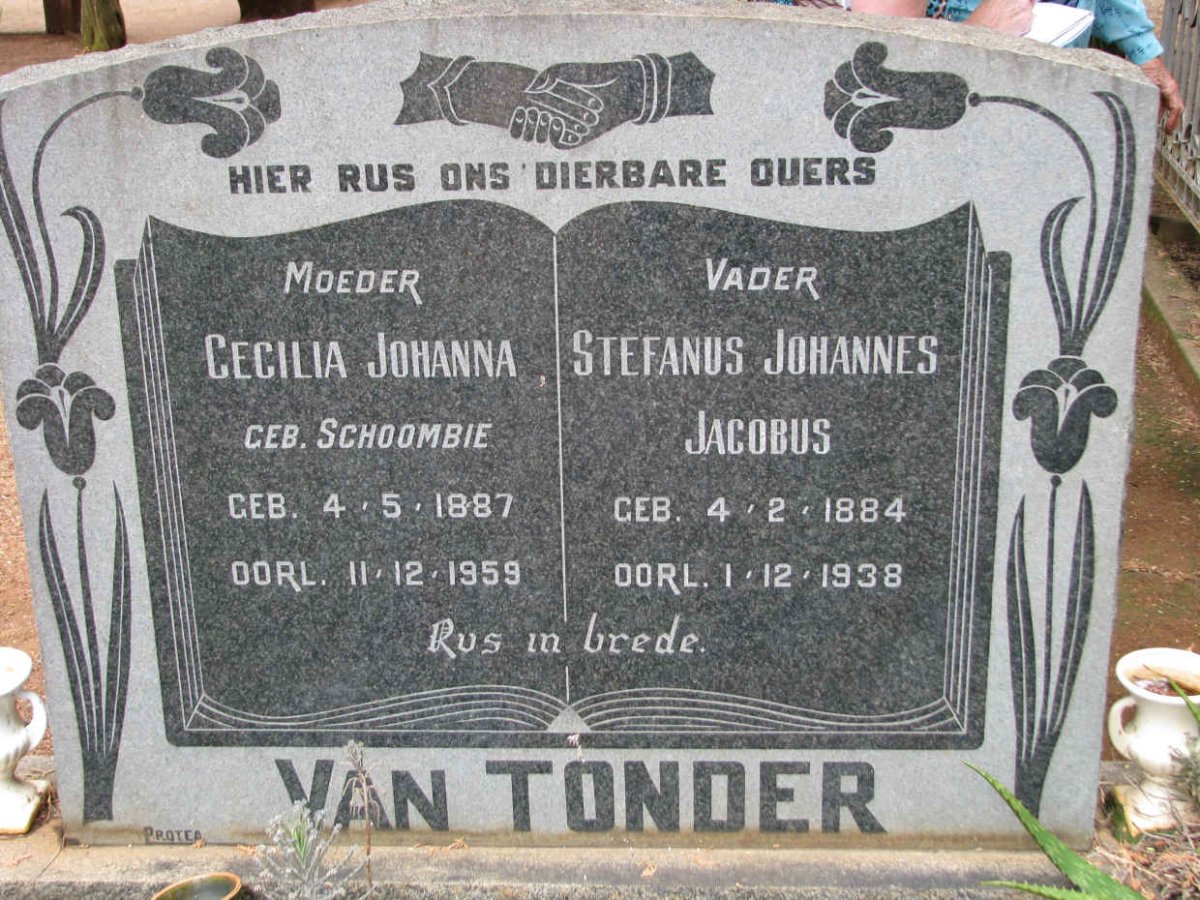 HIER RUS ONS DIERBARE OUERS
MOEDER
CECILIA JOHANNA
GEB. SCHOOMBIE
GEB. 4.5.1887
OORL. 11.12.1959
VADER
STEFANUS JOHANNES
JACOBUS
GEB. 4.2.1884
OORL. 1.12.1938
Rus in vrede.
VAN TONDER
PROTEA